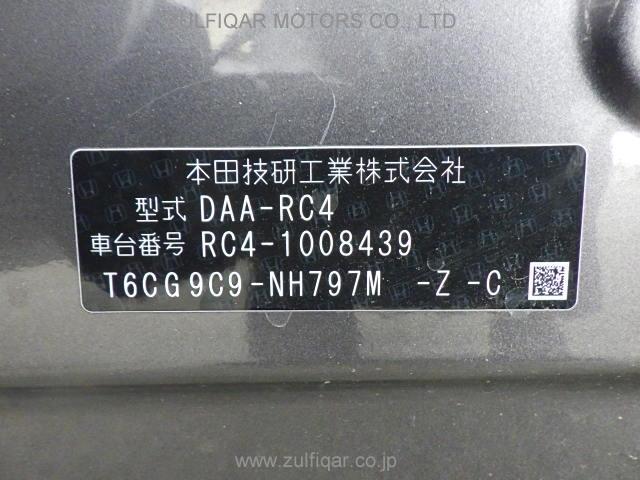 ZULFIQAR MOTORS CO ., LTD
本田技研工業株式会社
型式 DAA-RC4
車台番号 RC4-1008439
T6CG9C9-NH797M -Z -C
www.zulfiqar.co.jp